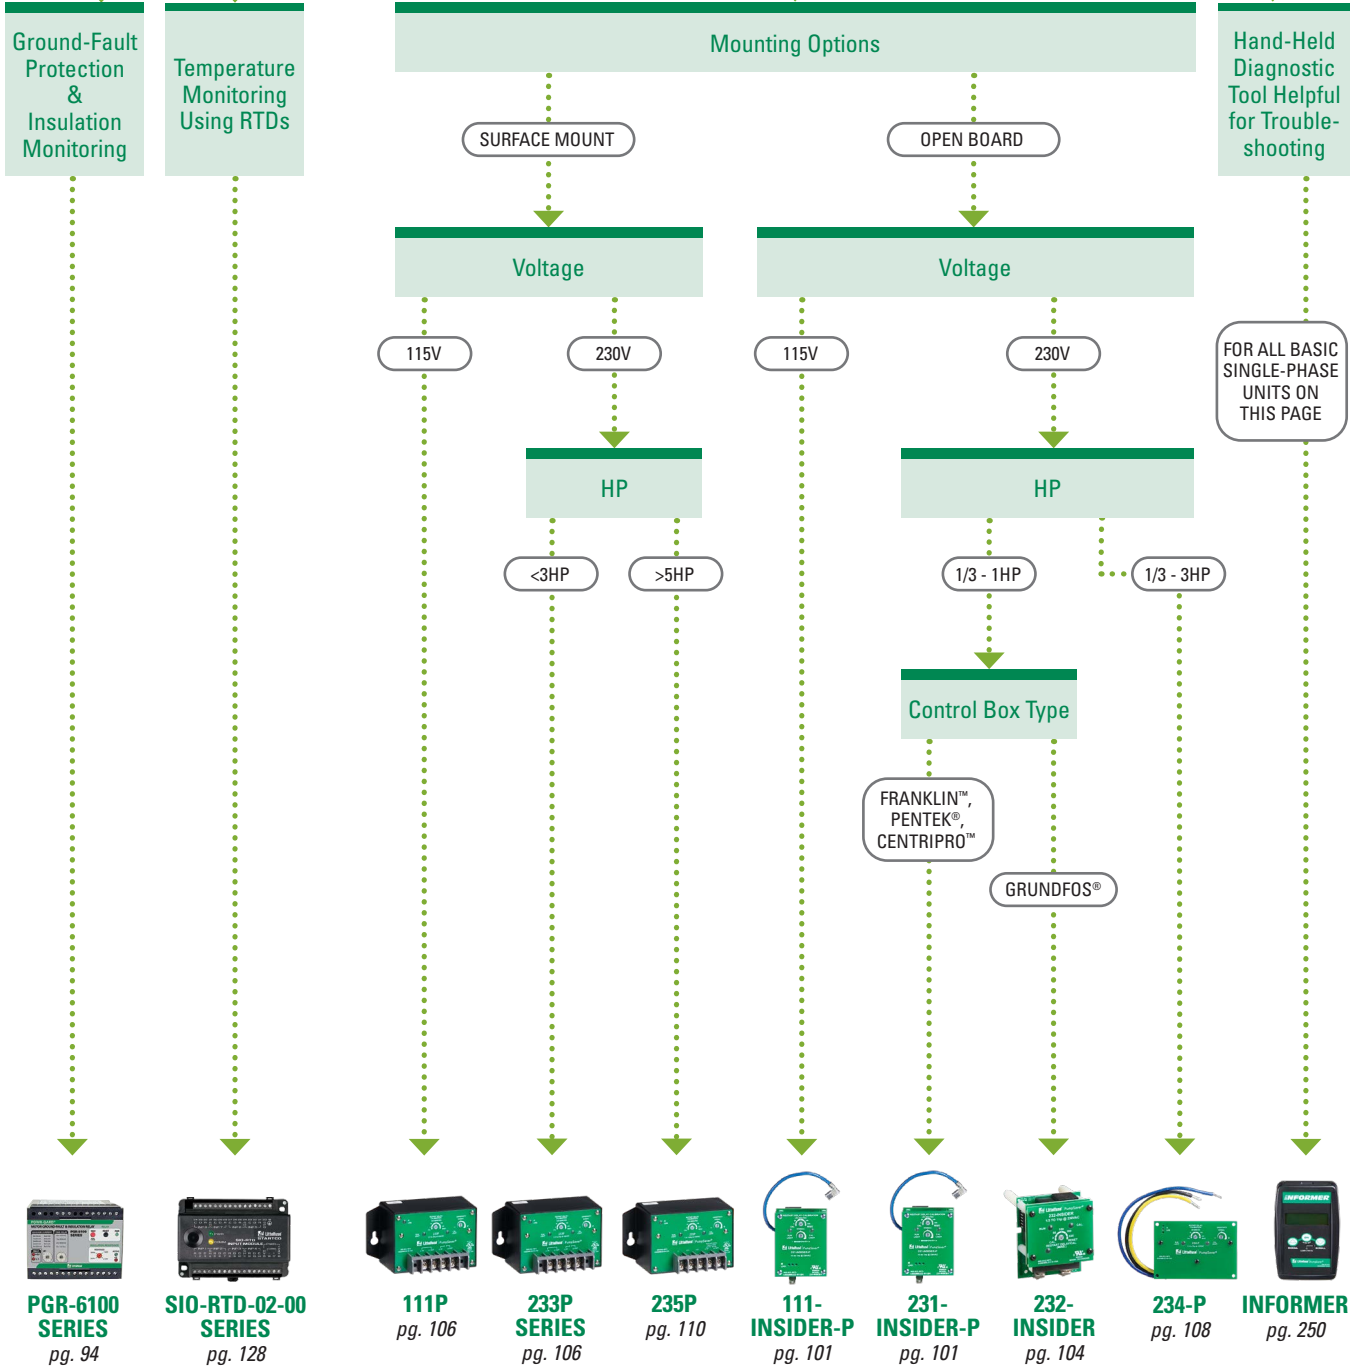 Ground-Fault
Protection
&
Insulation
Monitoring
Temperature
Monitoring
Using RTDs
Mounting Options
Hand-Held
Diagnostic
Tool Helpful
for Trouble-
shooting
SURFACE MOUNT
OPEN BOARD
Voltage
Voltage
115V
230V
115V
230V
FOR ALL BASIC
SINGLE-PHASE
UNITS ON
THIS PAGE
HP
HP
<3HP
>5HP
1/3 - 1HP
1/3 - 3HP
Control Box Type
FRANKLIN™,
PENTEK®,
CENTRIPRO™
GRUNDFOS®
INFORMER
232-INSIDER
PGR-6100
SERIES
pg. 94
SIO-RTD-02-00
SERIES
pg. 128
111P
pg. 106
233P
SERIES
pg. 106
235P
pg. 110
111-
INSIDER-P
pg. 101
231-
INSIDER-P
pg. 101
232-
INSIDER
pg. 104
234-P
pg. 108
INFORMER
pg. 250